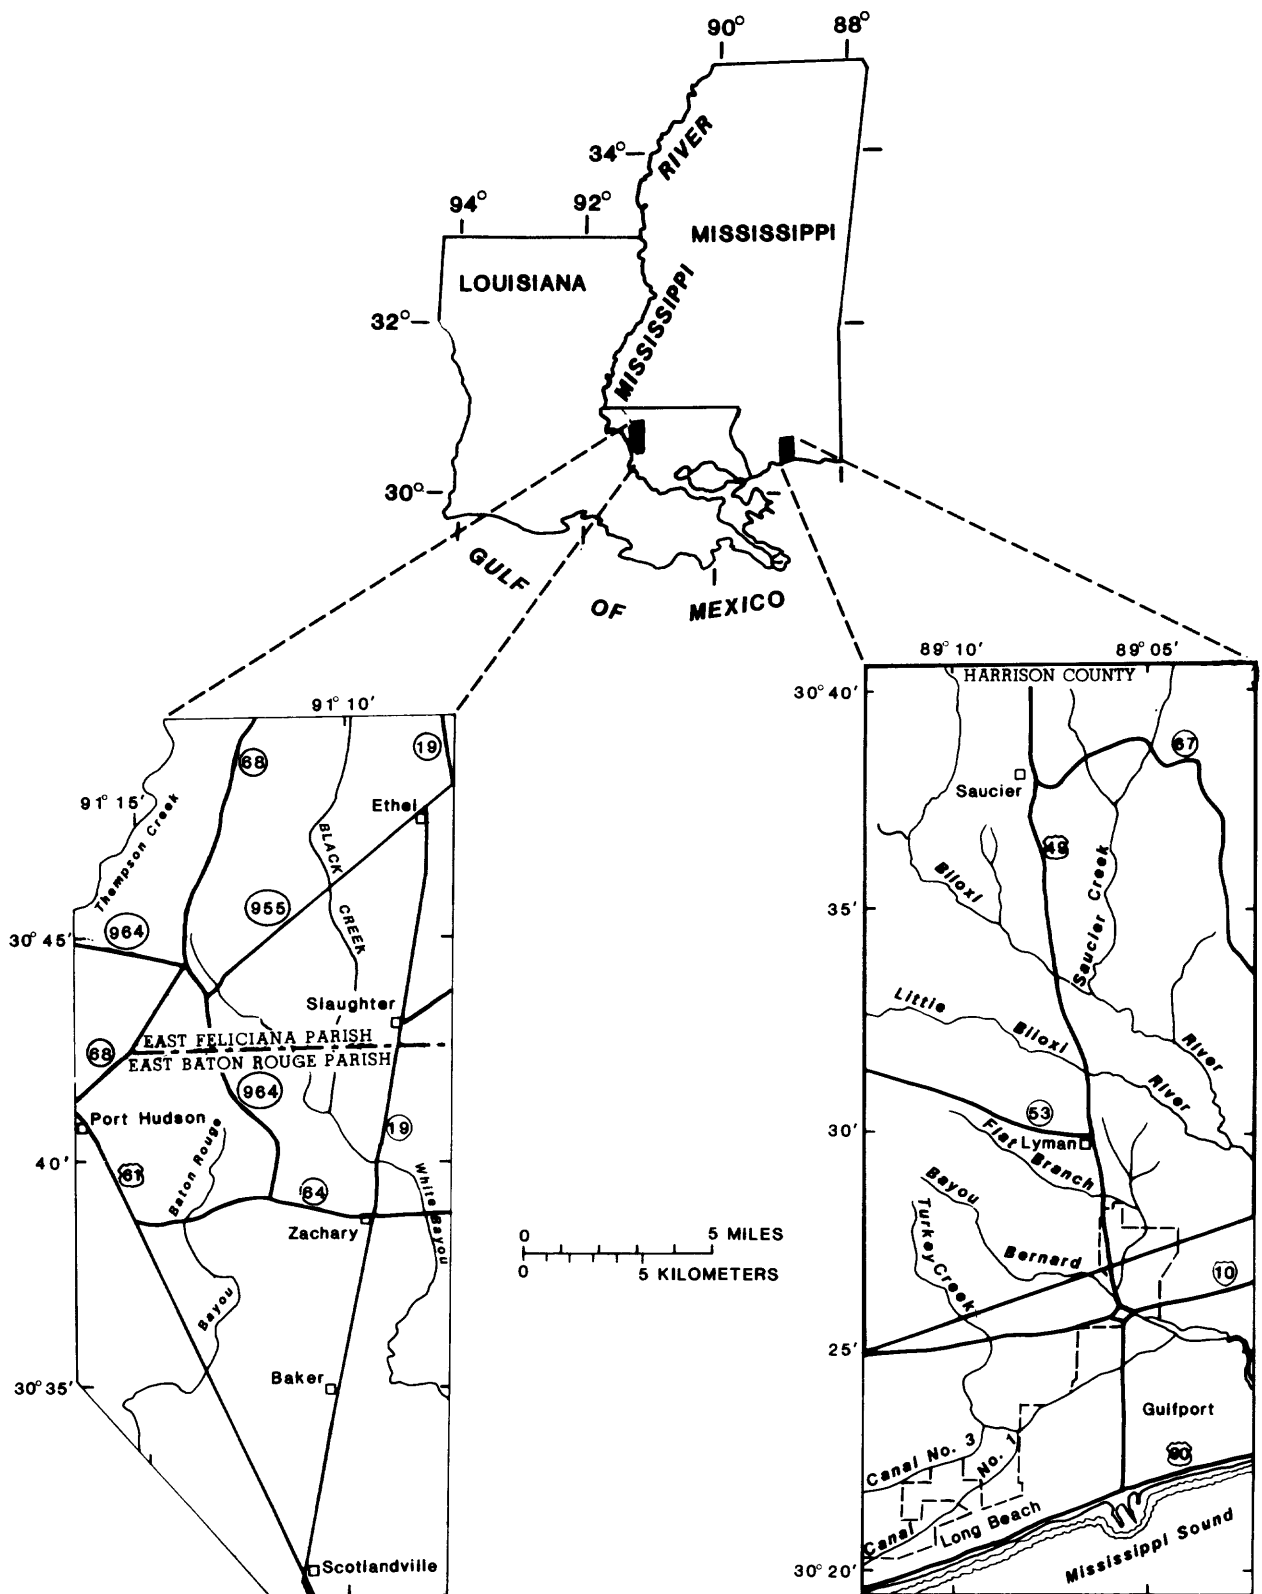 90° 88°
34°
RIVER
94° 92°
MISSISSIPPI
LOUISIANA
MISSISSIPPI
32°
30°
GULF OF MEXICO
91° 10'
68
19
91° 15'
Ethel
Thompson Creek
BLACK
CREEK
955
964
30° 45'
Slaughter
EAST FELICIANA PARISH
EAST BATON ROUGE PARISH
68
964
Port Hudson
19
40'
61
Baton Rouge
64
White Bayou
Zachary
Bayou
Baker
30° 35'
Scotlandville
0 5 MILES
0 5 KILOMETERS
89° 10' 89° 05'
30° 40'
HARRISON COUNTY
67
Saucier
49
Biloxi
Saucier Creek
35'
Little
Biloxi
River
River
53
30'
Flat
Lyman
Branch
Bayou
Turkey Creek
Bernard
10
25'
Gulfport
90
Canal No. 3
No. 1
Canal
Long Beach
30° 20'
Mississippi Sound